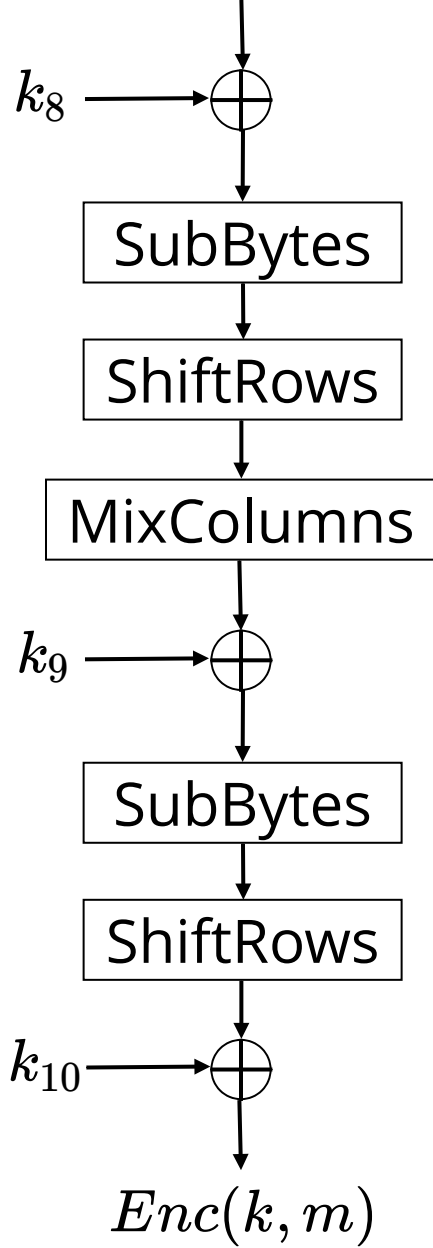 k₈
SubBytes
ShiftRows
MixColumns
k₉
SubBytes
ShiftRows
k₁₀
Enc(k, m)